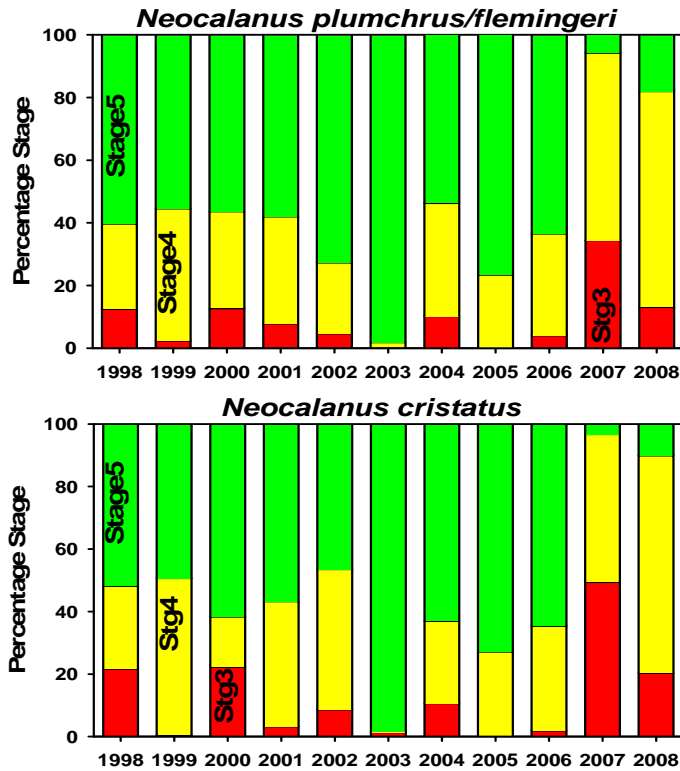 Neocalanus plumchrus/flemingeri
Percentage Stage
100
80
60
40
20
0
Stage5
Stage4
Stg3
1998 1999 2000 2001 2002 2003 2004 2005 2006 2007 2008
Neocalanus cristatus
Percentage Stage
100
80
60
40
20
0
Stage5
Stg4
Stg3
1998 1999 2000 2001 2002 2003 2004 2005 2006 2007 2008